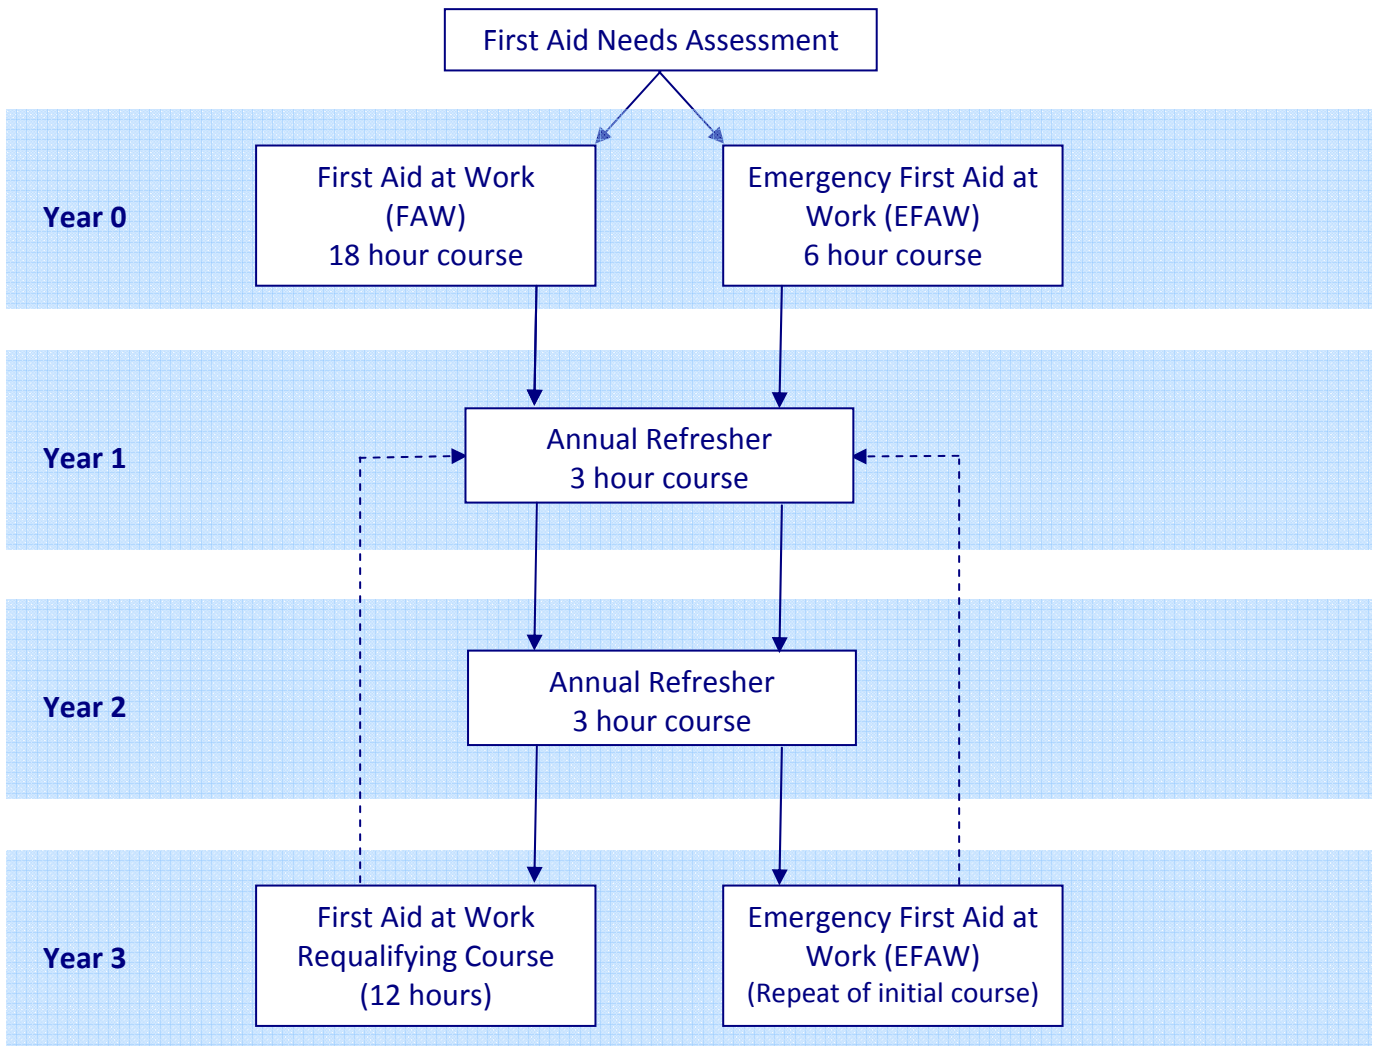 First Aid Needs Assessment
Year 0
First Aid at Work
(FAW)
18 hour course
Emergency First Aid at
Work (EFAW)
6 hour course
Year 1
Annual Refresher
3 hour course
Year 2
Annual Refresher
3 hour course
Year 3
First Aid at Work
Requalifying Course
(12 hours)
Emergency First Aid at
Work (EFAW)
(Repeat of initial course)